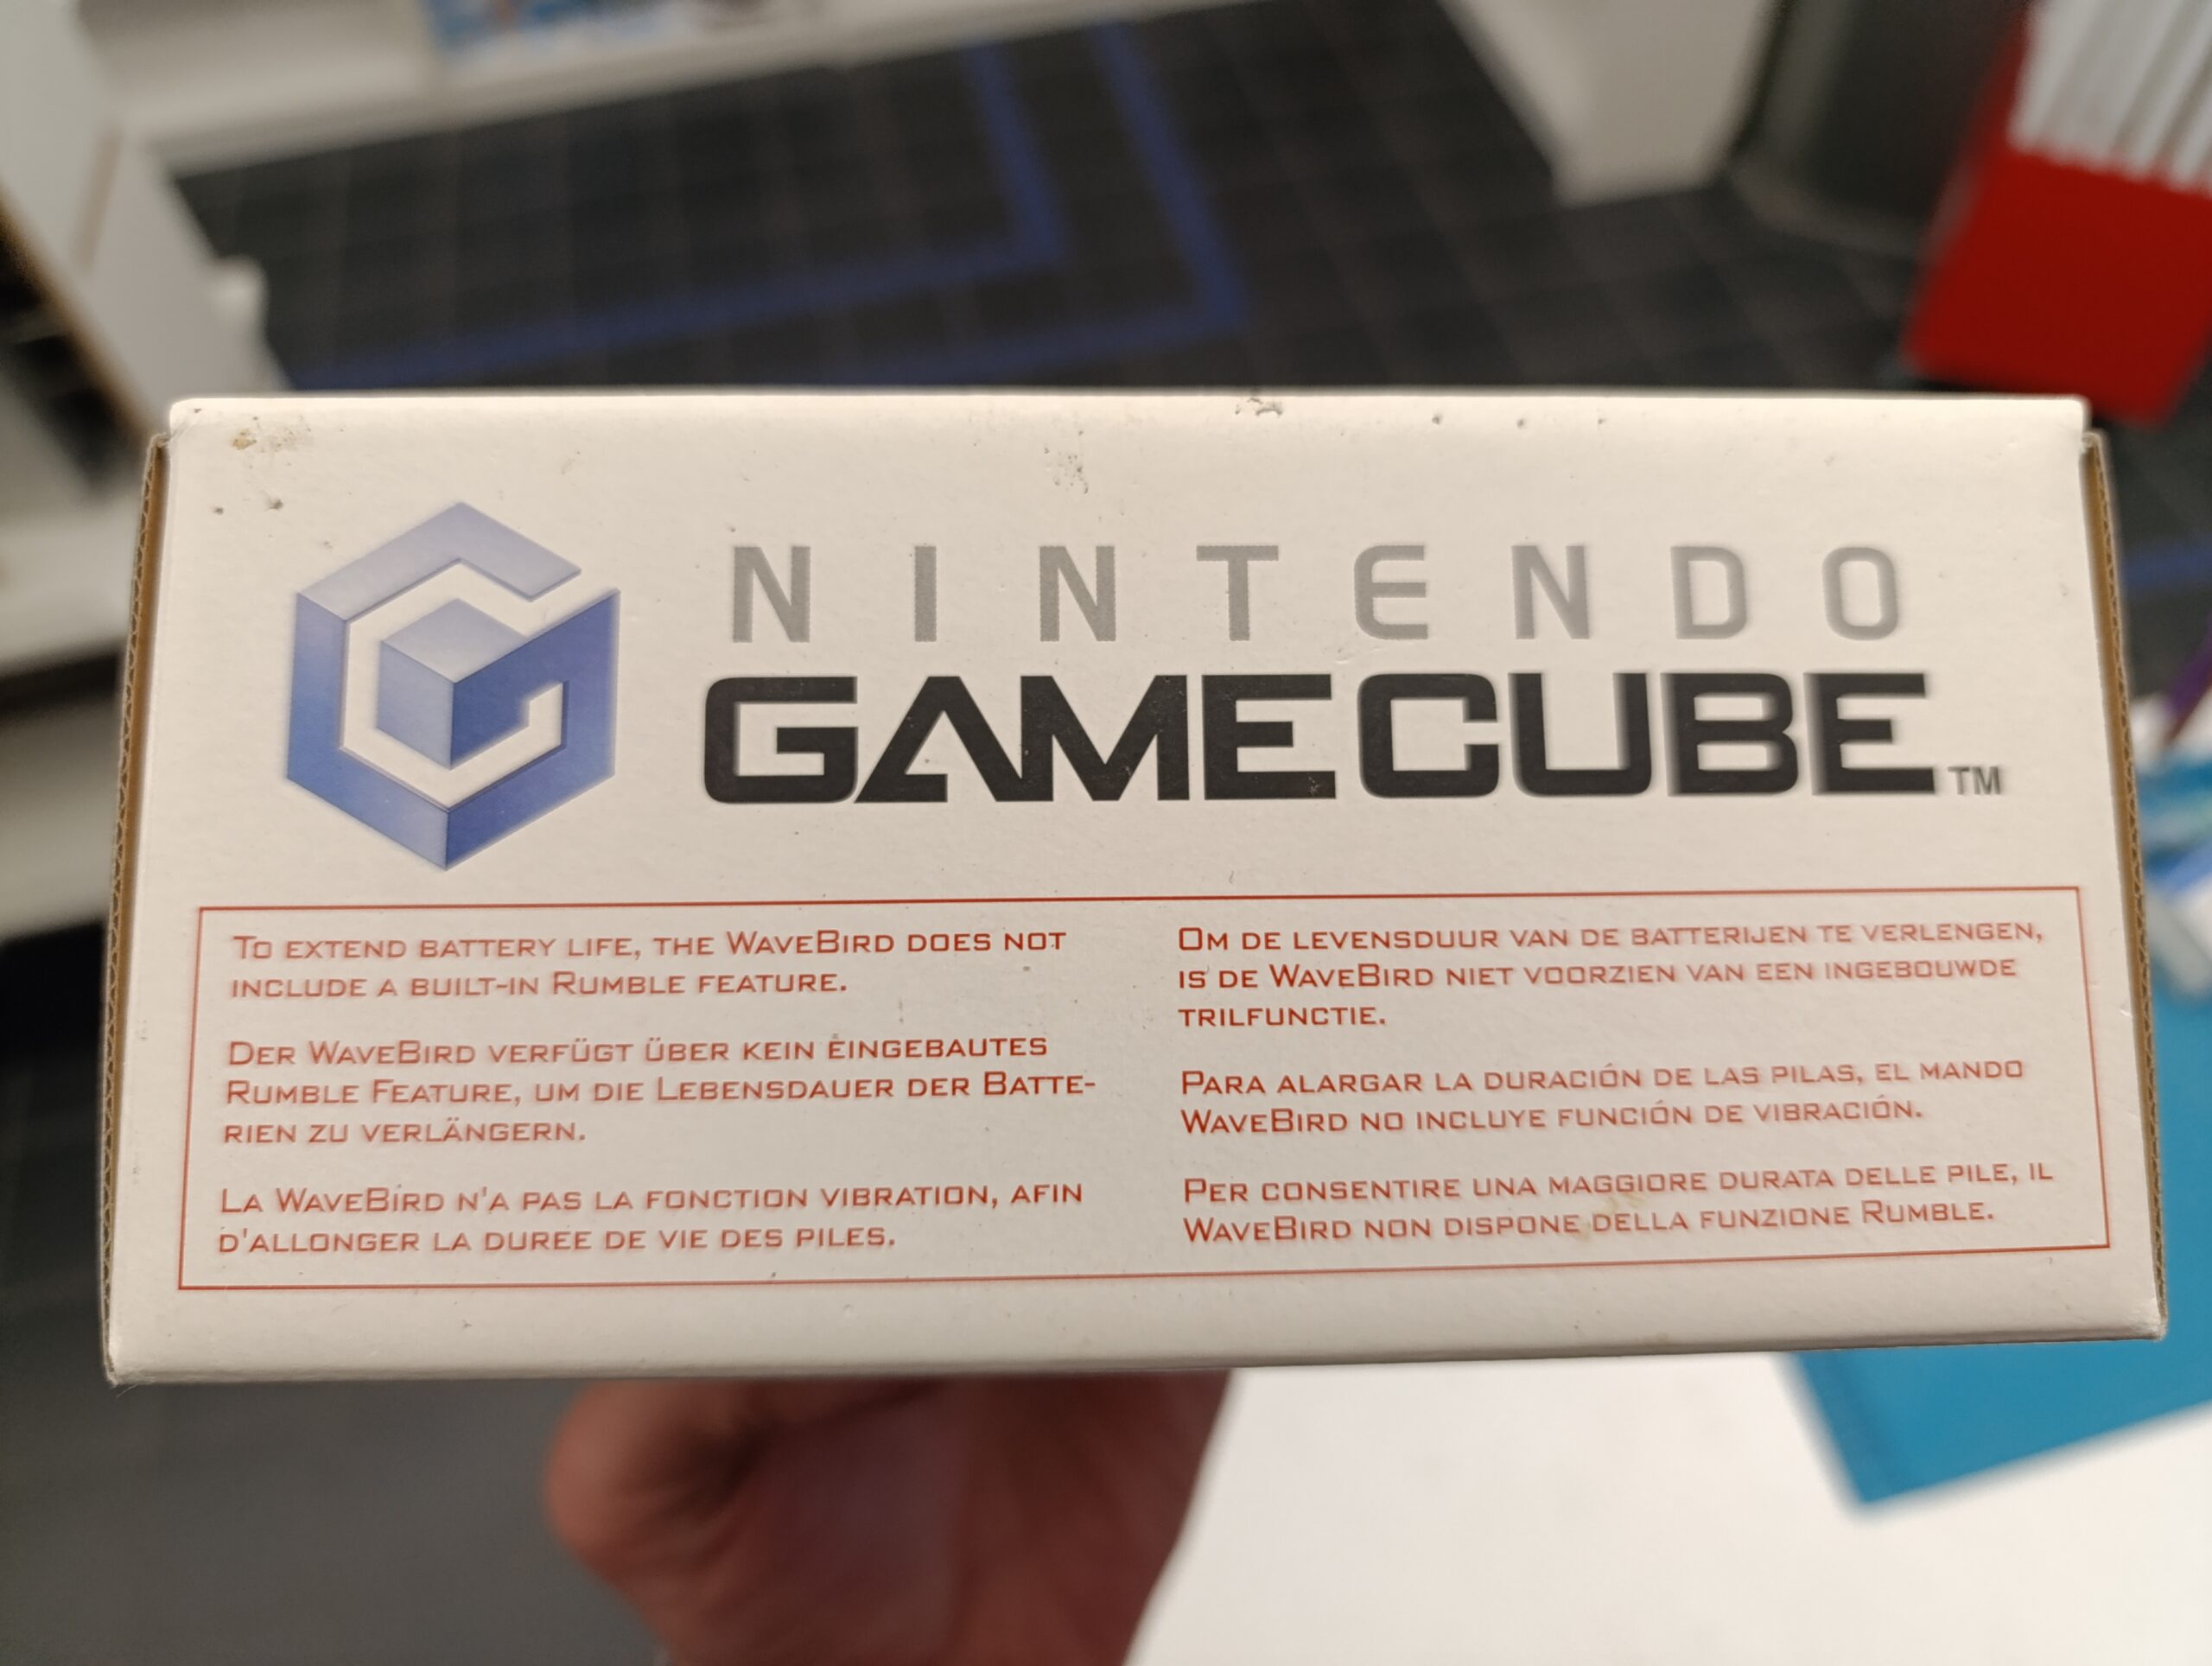 NINTENDO
GAMECUBE TM
To extend battery life, the WaveBird does not
include a built-in Rumble feature.
Der WaveBird verfügt über kein eingebautes
Rumble Feature, um die Lebensdauer der Batte-
rien zu verlängern.
La WaveBird n'a pas la fonction vibration, afin
d'allonger la durée de vie des piles.
Om de levensduur van de batterijen te verlengen,
is de WaveBird niet voorzien van een ingebouwde
trilfunctie.
Para alargar la duración de las pilas, el mando
WaveBird no incluye función de vibración.
Per consentire una maggiore durata delle pile, il
WaveBird non dispone della funzione Rumble.